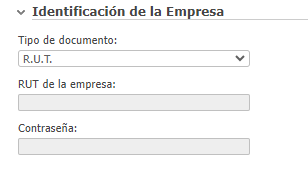 Identificación de la Empresa
Tipo de documento:
R.U.T.
RUT de la empresa:
Contraseña: